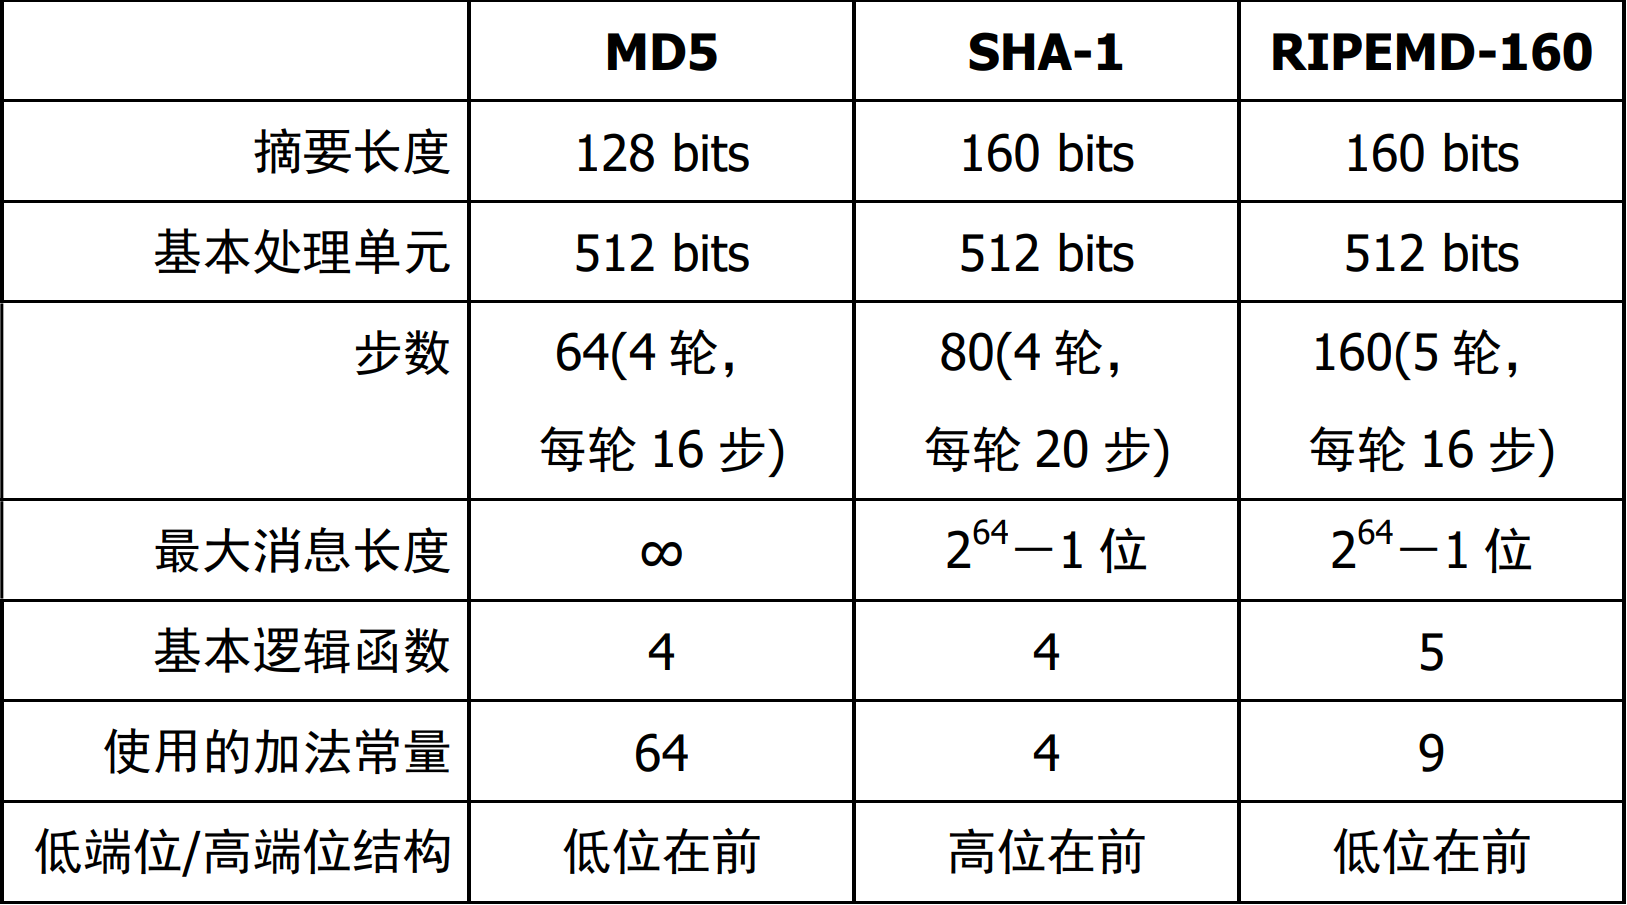 MD5 SHA-1 RIPEMD-160
摘要长度 128 bits 160 bits 160 bits
基本处理单元 512 bits 512 bits 512 bits
步数 64(4 轮， 80(4 轮， 160(5 轮，
每轮 16 步) 每轮 20 步) 每轮 16 步)
最大消息长度 ∞ 2⁶⁴－1 位 2⁶⁴－1 位
基本逻辑函数 4 4 5
使用的加法常量 64 4 9
低端位/高端位结构 低位在前 高位在前 低位在前